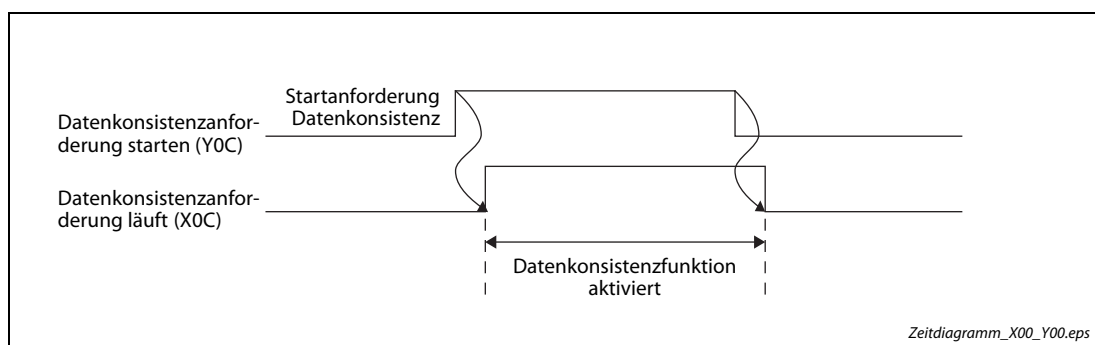 Startanforderung
Datenkonsistenz
Datenkonsistenzanfor-
derung starten (Y0C)
Datenkonsistenzanfor-
derung läuft (X0C)
Datenkonsistenzfunktion
aktiviert
Zeitdiagramm_X00_Y00.eps